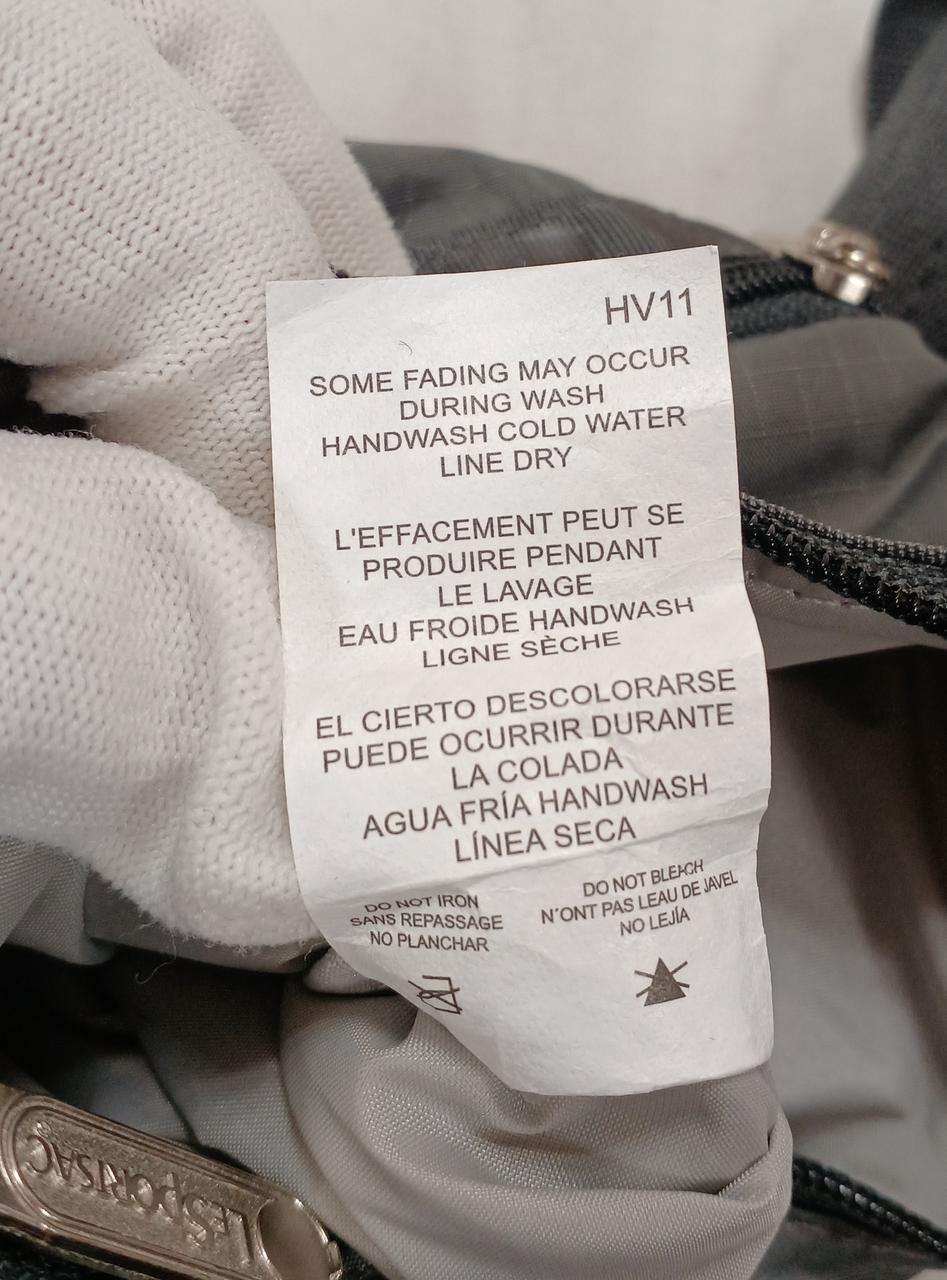 HV11
SOME FADING MAY OCCUR
DURING WASH
HANDWASH COLD WATER
LINE DRY
L'EFFACEMENT PEUT SE
PRODUIRE PENDANT
LE LAVAGE
EAU FROIDE HANDWASH
LIGNE SÈCHE
EL CIERTO DESCOLORARSE
PUEDE OCURRIR DURANTE
LA COLADA
AGUA FRÍA HANDWASH
LÍNEA SECA
DO NOT IRON
SANS REPASSAGE
NO PLANCHAR
DO NOT BLEACH
N'ONT PAS LEAU DE JAVEL
NO LEJÍA
LESPORTSAC